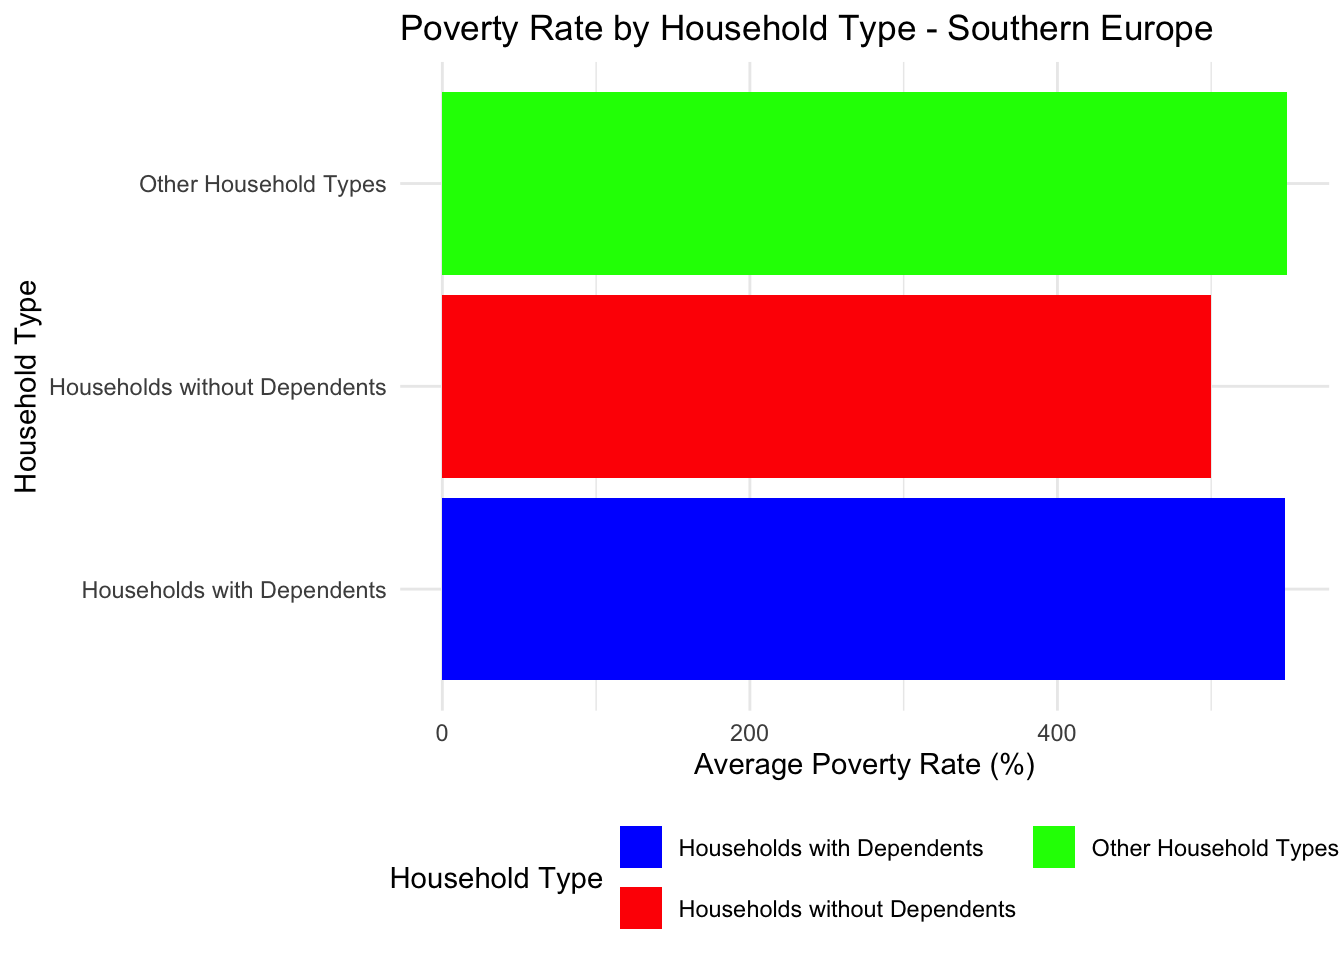 Poverty Rate by Household Type - Southern Europe
Household Type
Other Household Types
Households without Dependents
Households with Dependents
0 200 400
Average Poverty Rate (%)
Household Type
Households with Dependents
Households without Dependents
Other Household Types